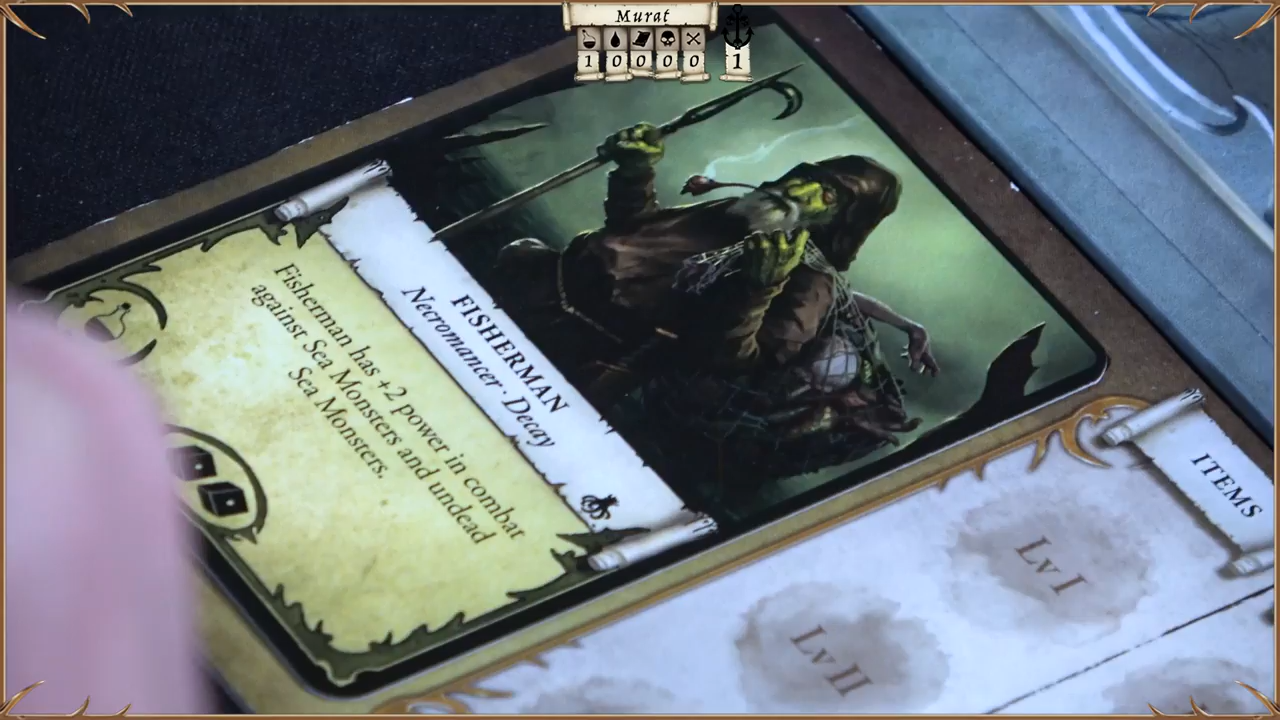 Murat
1 0 0 0 0 1
FISHERMAN
Necromancer · Decay
Fisherman has +2 power in combat
against Sea Monsters and undead
Sea Monsters.
ITEMS
Lv I
Lv II